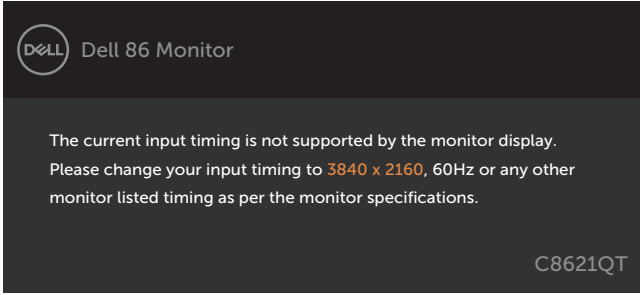 DELL
Dell 86 Monitor
The current input timing is not supported by the monitor display.
Please change your input timing to 3840 x 2160, 60Hz or any other
monitor listed timing as per the monitor specifications.
C8621QT